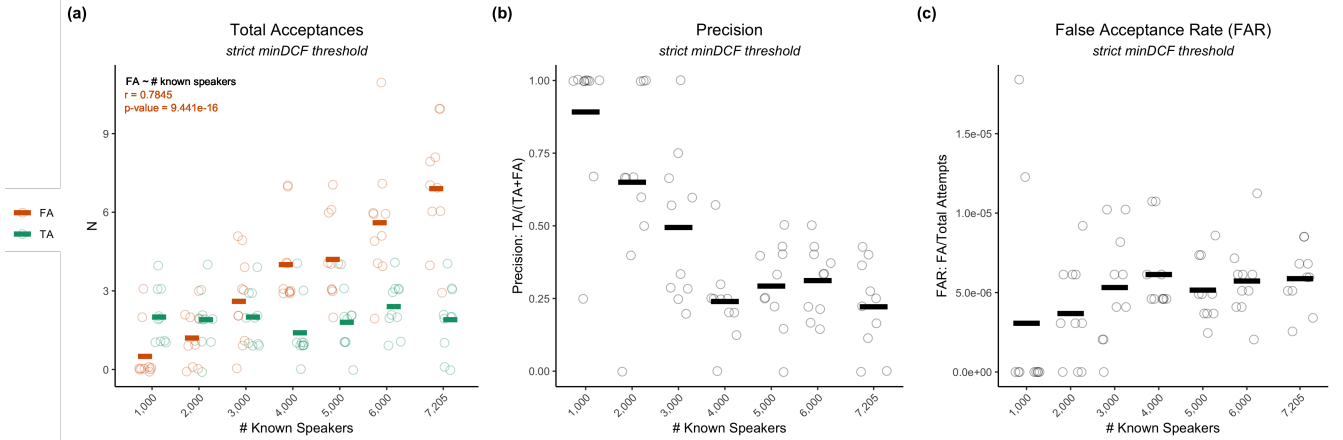 (a)
Total Acceptances
strict minDCF threshold
FA ~ # known speakers
r = 0.7845
p-value = 9.441e-16
N
9
6
3
0
1,000
2,000
3,000
4,000
5,000
6,000
7,205
# Known Speakers
FA
TA
(b)
Precision
strict minDCF threshold
Precision: TA/(TA+FA)
1.00
0.75
0.50
0.25
0.00
1,000
2,000
3,000
4,000
5,000
6,000
7,205
# Known Speakers
(c)
False Acceptance Rate (FAR)
strict minDCF threshold
FAR: FA/Total Attempts
1.5e-05
1.0e-05
5.0e-06
0.0e+00
1,000
2,000
3,000
4,000
5,000
6,000
7,205
# Known Speakers